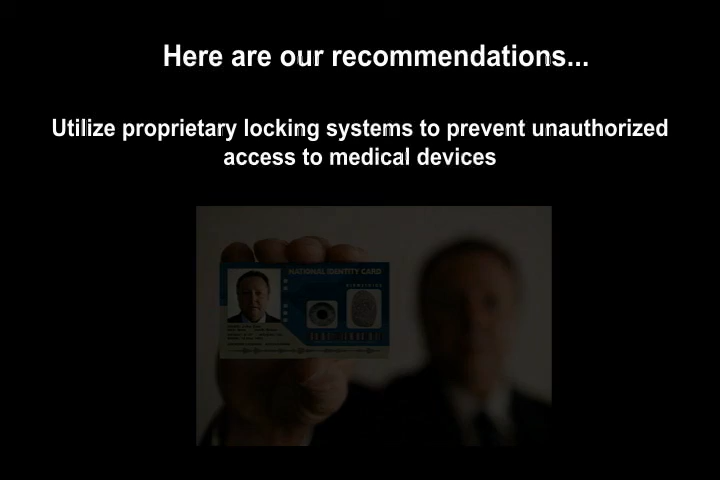 Here are our recommendations...
Utilize proprietary locking systems to prevent unauthorized
access to medical devices
NATIONAL IDENTITY CARD